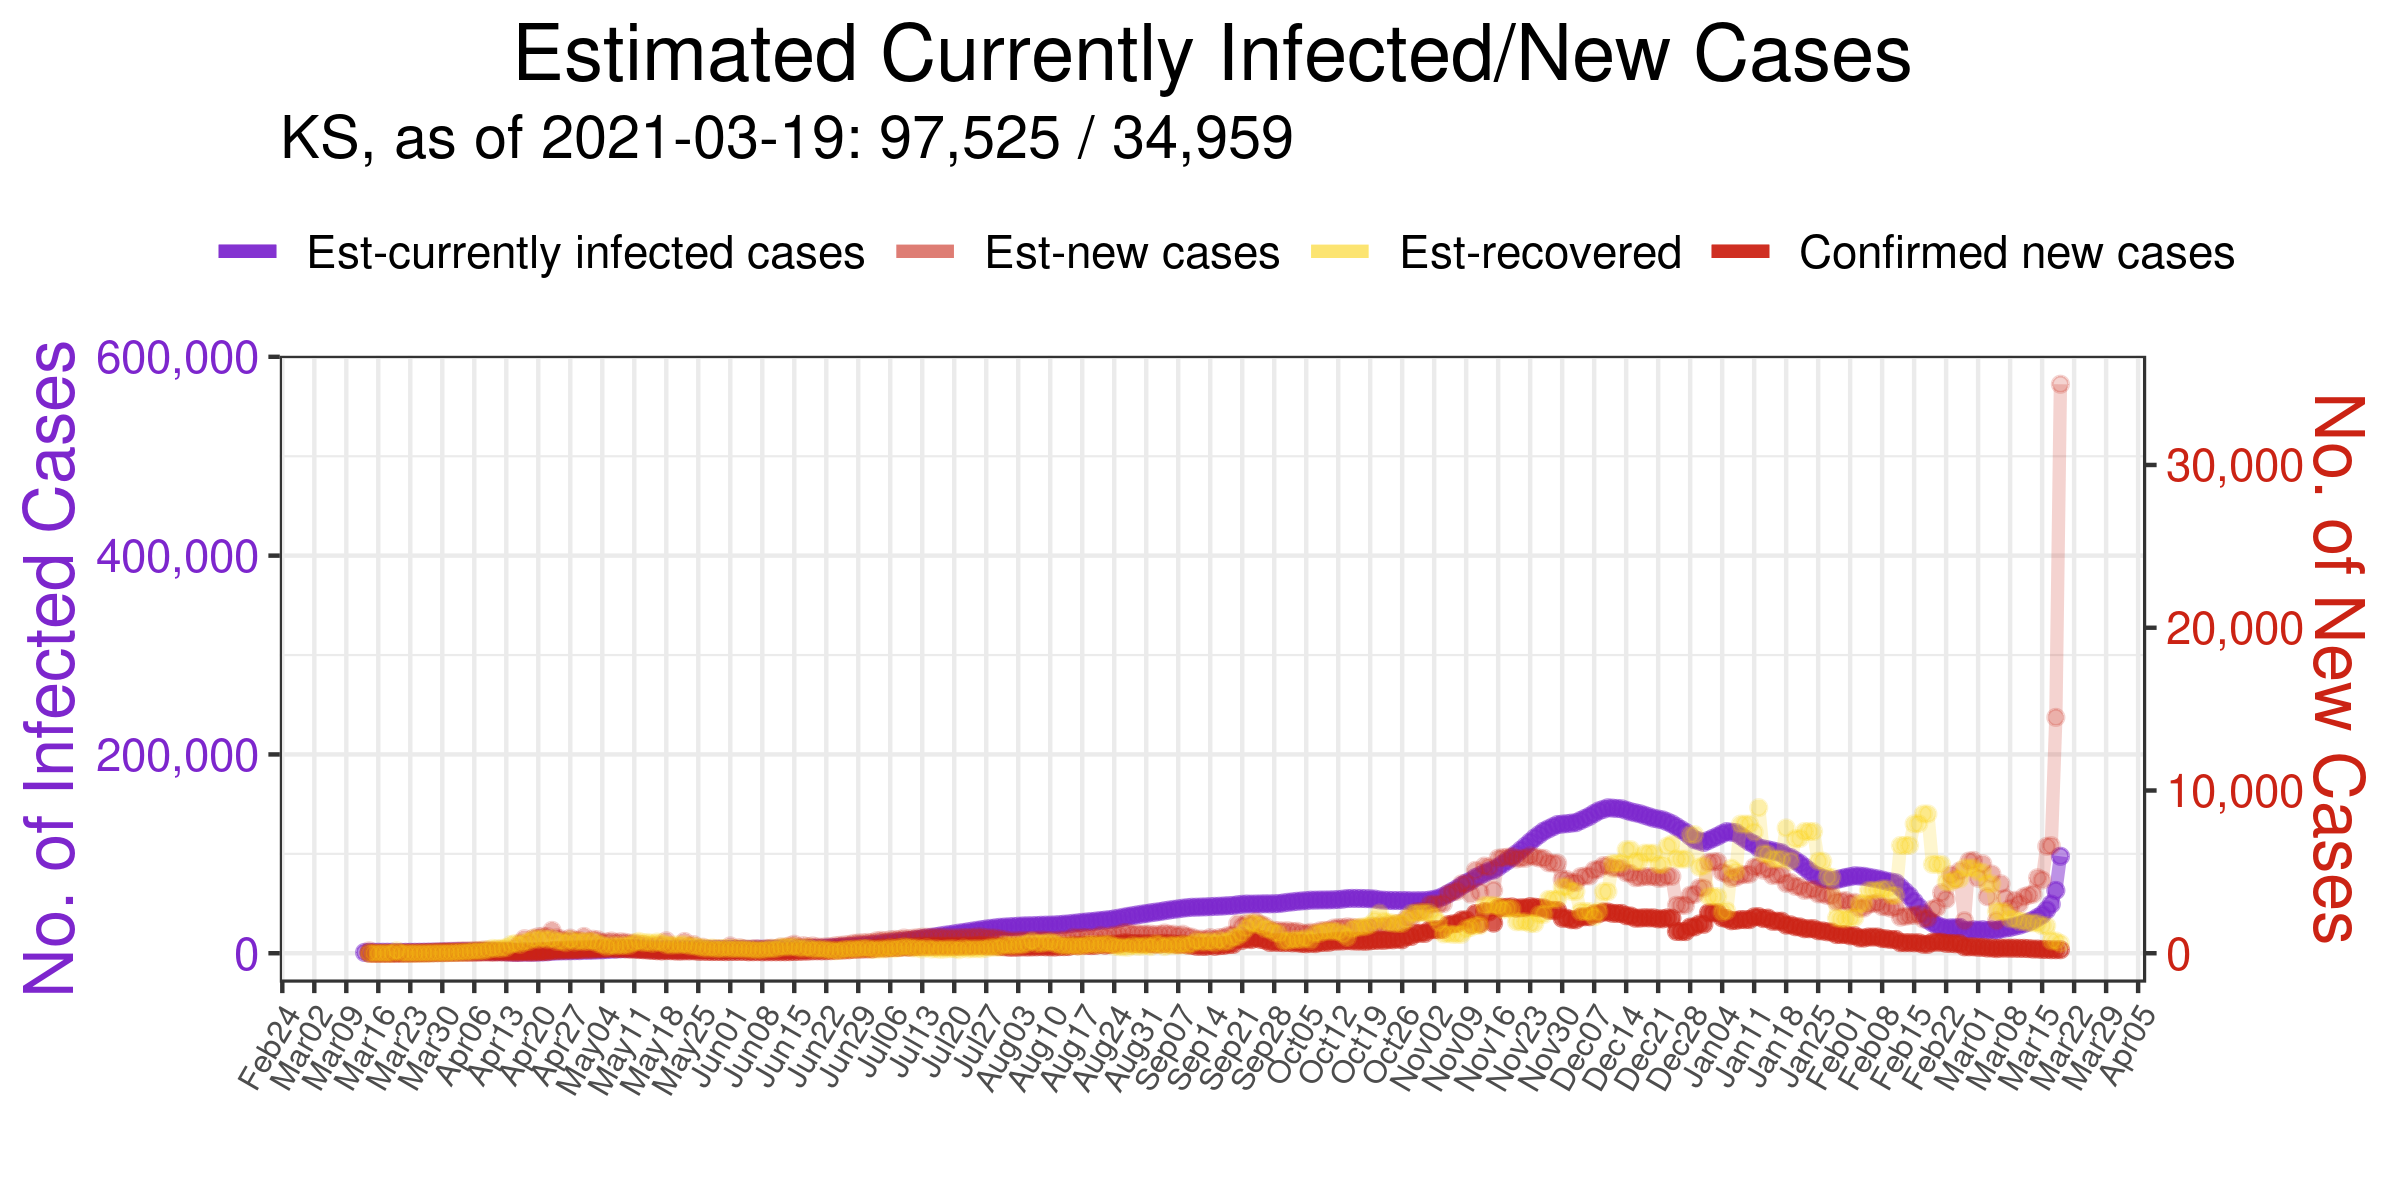 Estimated Currently Infected/New Cases
KS, as of 2021-03-19: 97,525 / 34,959
Est-currently infected cases Est-new cases Est-recovered Confirmed new cases
No. of Infected Cases
600,000
400,000
200,000
0
30,000
20,000
10,000
0
No. of New Cases
Feb24 Mar02 Mar09 Mar16 Mar23 Mar30 Apr06 Apr13 Apr20 Apr27 May04 May11 May18 May25 Jun01 Jun08 Jun15 Jun22 Jun29 Jul06 Jul13 Jul20 Jul27 Aug03 Aug10 Aug17 Aug24 Aug31 Sep07 Sep14 Sep21 Sep28 Oct05 Oct12 Oct19 Oct26 Nov02 Nov09 Nov16 Nov23 Nov30 Dec07 Dec14 Dec21 Dec28 Jan04 Jan11 Jan18 Jan25 Feb01 Feb08 Feb15 Feb22 Mar01 Mar08 Mar15 Mar22 Mar29 Apr05